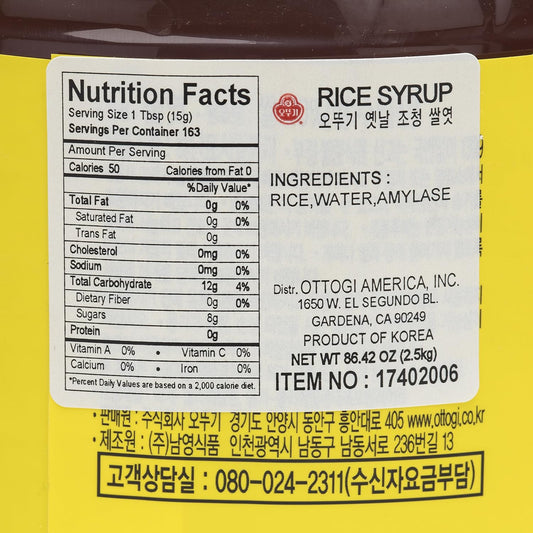 Nutrition Facts
Serving Size 1 Tbsp (15g)
Servings Per Container 163
Amount Per Serving
Calories 50 Calories from Fat 0
%Daily Value*
Total Fat 0g 0%
Saturated Fat 0g 0%
Trans Fat 0g
Cholesterol 0mg 0%
Sodium 0mg 0%
Total Carbohydrate 12g 4%
Dietary Fiber 0g 0%
Sugars 8g
Protein 0g
Vitamin A 0% • Vitamin C 0%
Calcium 0% • Iron 0%
*Percent Daily Values are based on a 2,000 calorie diet.
오뚜기
RICE SYRUP
오뚜기 옛날 조청 쌀엿
INGREDIENTS :
RICE,WATER,AMYLASE
Distr. OTTOGI AMERICA, INC.
1650 W. EL SEGUNDO BL.
GARDENA, CA 90249
PRODUCT OF KOREA
NET WT 86.42 OZ (2.5kg)
ITEM NO : 17402006
• 판매원 : 주식회사 오뚜기 경기도 안양시 동안구 흥안대로 405 www.ottogi.co.kr
• 제조원 : (주)남영식품 인천광역시 남동구 남동서로 236번길 13
고객상담실 : 080-024-2311(수신자요금부담)